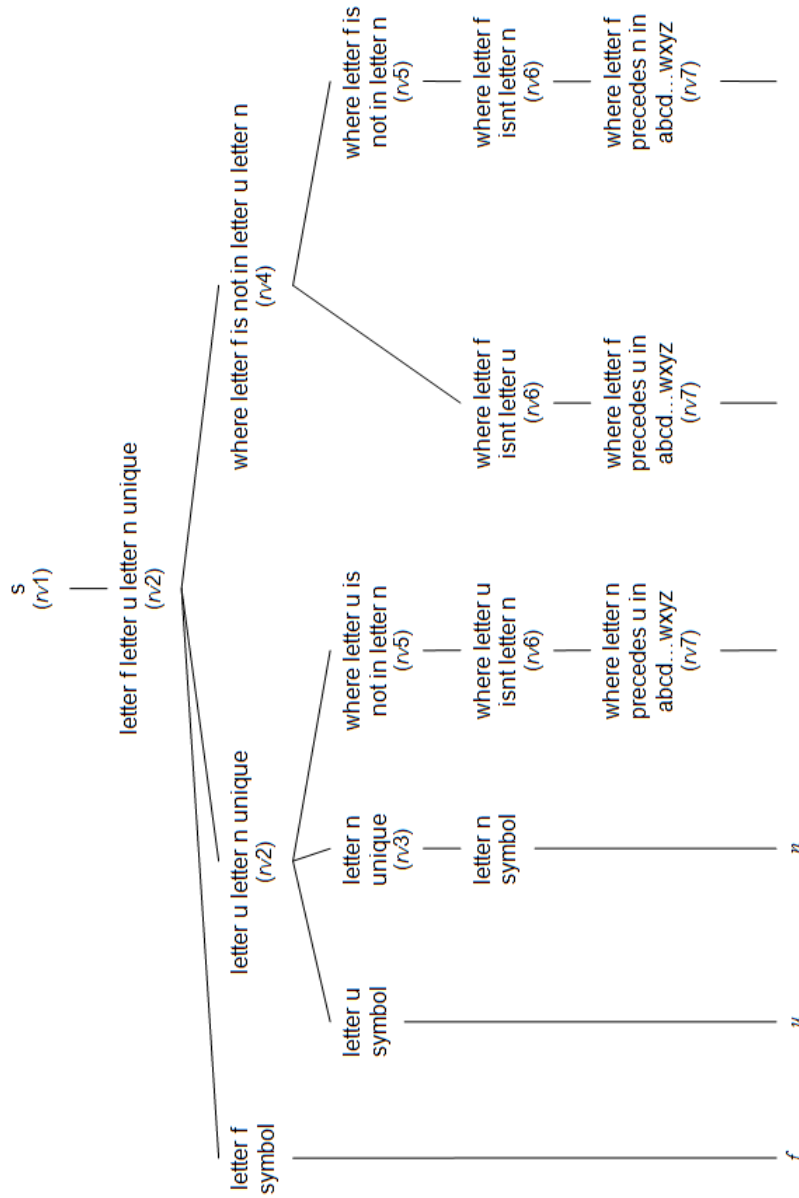 s
(rv1)
letter f letter u letter n unique
(rv2)
letter f
symbol
letter u letter n unique
(rv2)
where letter f is not in letter u letter n
(rv4)
letter u
symbol
letter n
unique
(rv3)
where letter u is
not in letter n
(rv5)
where letter f is
not in letter n
(rv5)
letter n
symbol
where letter u
isnt letter n
(rv6)
where letter f
isnt letter u
(rv6)
where letter f
isnt letter n
(rv6)
where letter n
precedes u in
abcd…wxyz
(rv7)
where letter f
precedes u in
abcd…wxyz
(rv7)
where letter f
precedes n in
abcd…wxyz
(rv7)
f
u
n